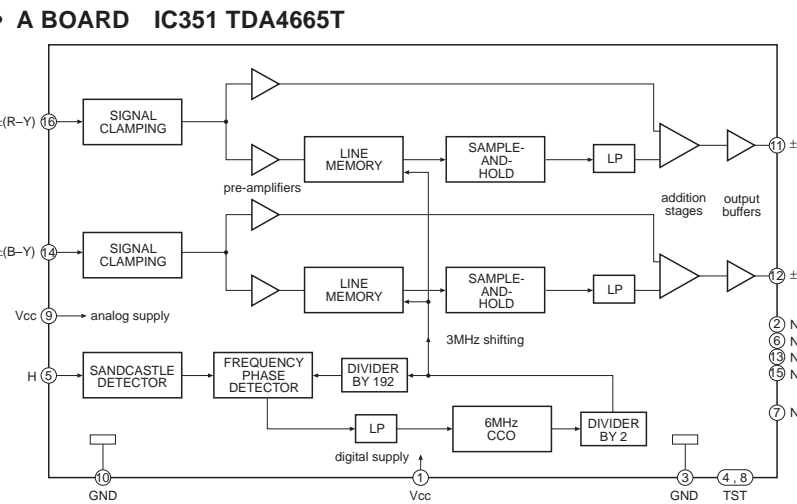 • A BOARD IC351 TDA4665T
±(R–Y) 16
SIGNAL
CLAMPING
pre-amplifiers
LINE
MEMORY
SAMPLE-
AND-
HOLD
LP
addition
stages
output
buffers
11 ±
±(B–Y) 14
SIGNAL
CLAMPING
LINE
MEMORY
SAMPLE-
AND-
HOLD
LP
12 ±
Vcc 9 analog supply
3MHz shifting
2 N
6 N
13 N
15 N
7 N
H 5
SANDCASTLE
DETECTOR
FREQUENCY
PHASE
DETECTOR
DIVIDER
BY 192
LP
6MHz
CCO
DIVIDER
BY 2
digital supply
10
GND
1
Vcc
3
GND
4 , 8
TST